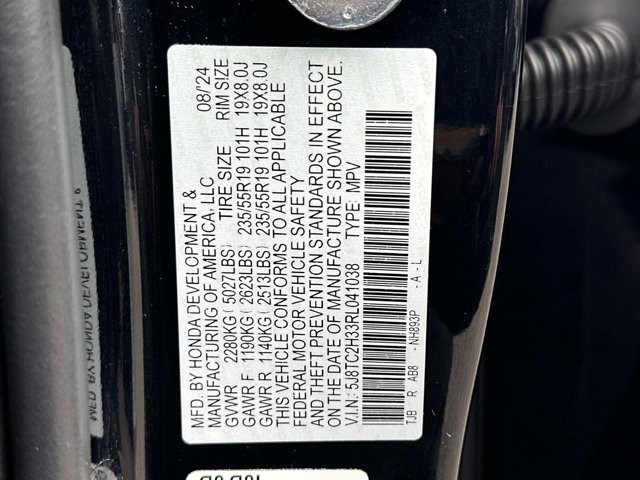 MFD. BY HONDA DEVELOPMENT & 08/'24
MANUFACTURING OF AMERICA, LLC
GVWR 2280KG (5027LBS) TIRE SIZE RIM SIZE
GAWR F 1190KG (2623LBS) 235/55R19 101H 19X8.0J
GAWR R 1140KG (2513LBS) 235/55R19 101H 19X8.0J
THIS VEHICLE CONFORMS TO ALL APPLICABLE
FEDERAL MOTOR VEHICLE SAFETY
AND THEFT PREVENTION STANDARDS IN EFFECT
ON THE DATE OF MANUFACTURE SHOWN ABOVE.
V.I.N.: 5J8TC2H33RL041038 TYPE: MPV
TJB R AB8 -NH893P -A-L